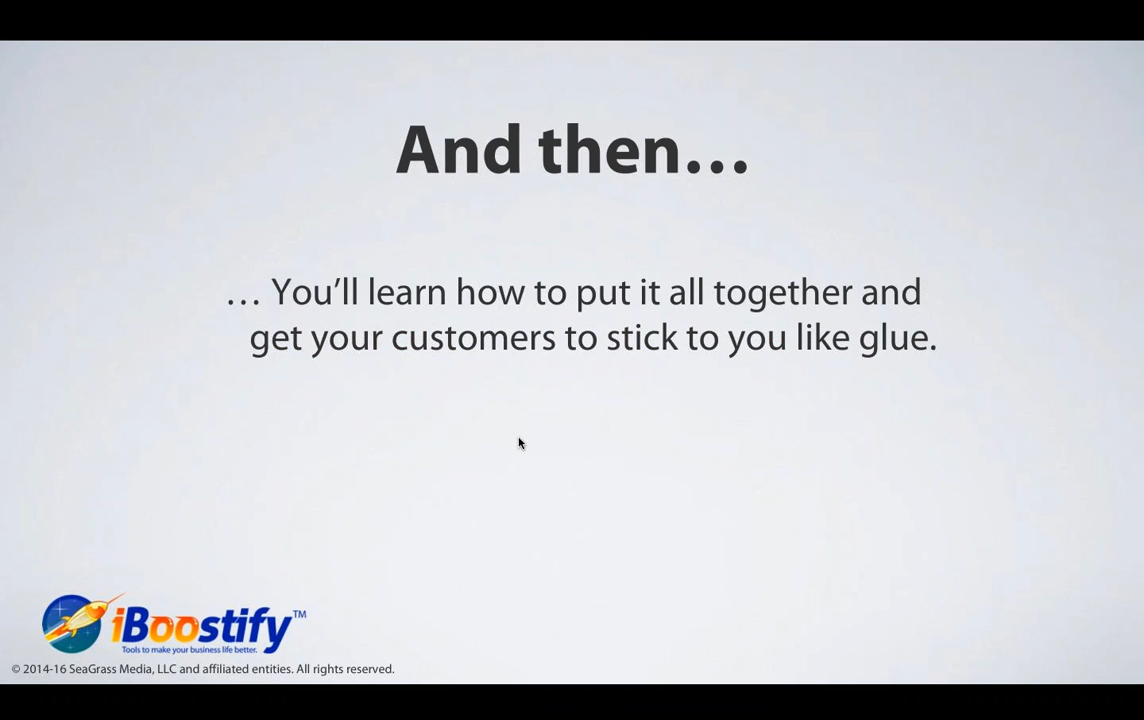 And then…
… You’ll learn how to put it all together and
get your customers to stick to you like glue.
iBoostify™
Tools to make your business life better.
© 2014-16 SeaGrass Media, LLC and affiliated entities. All rights reserved.